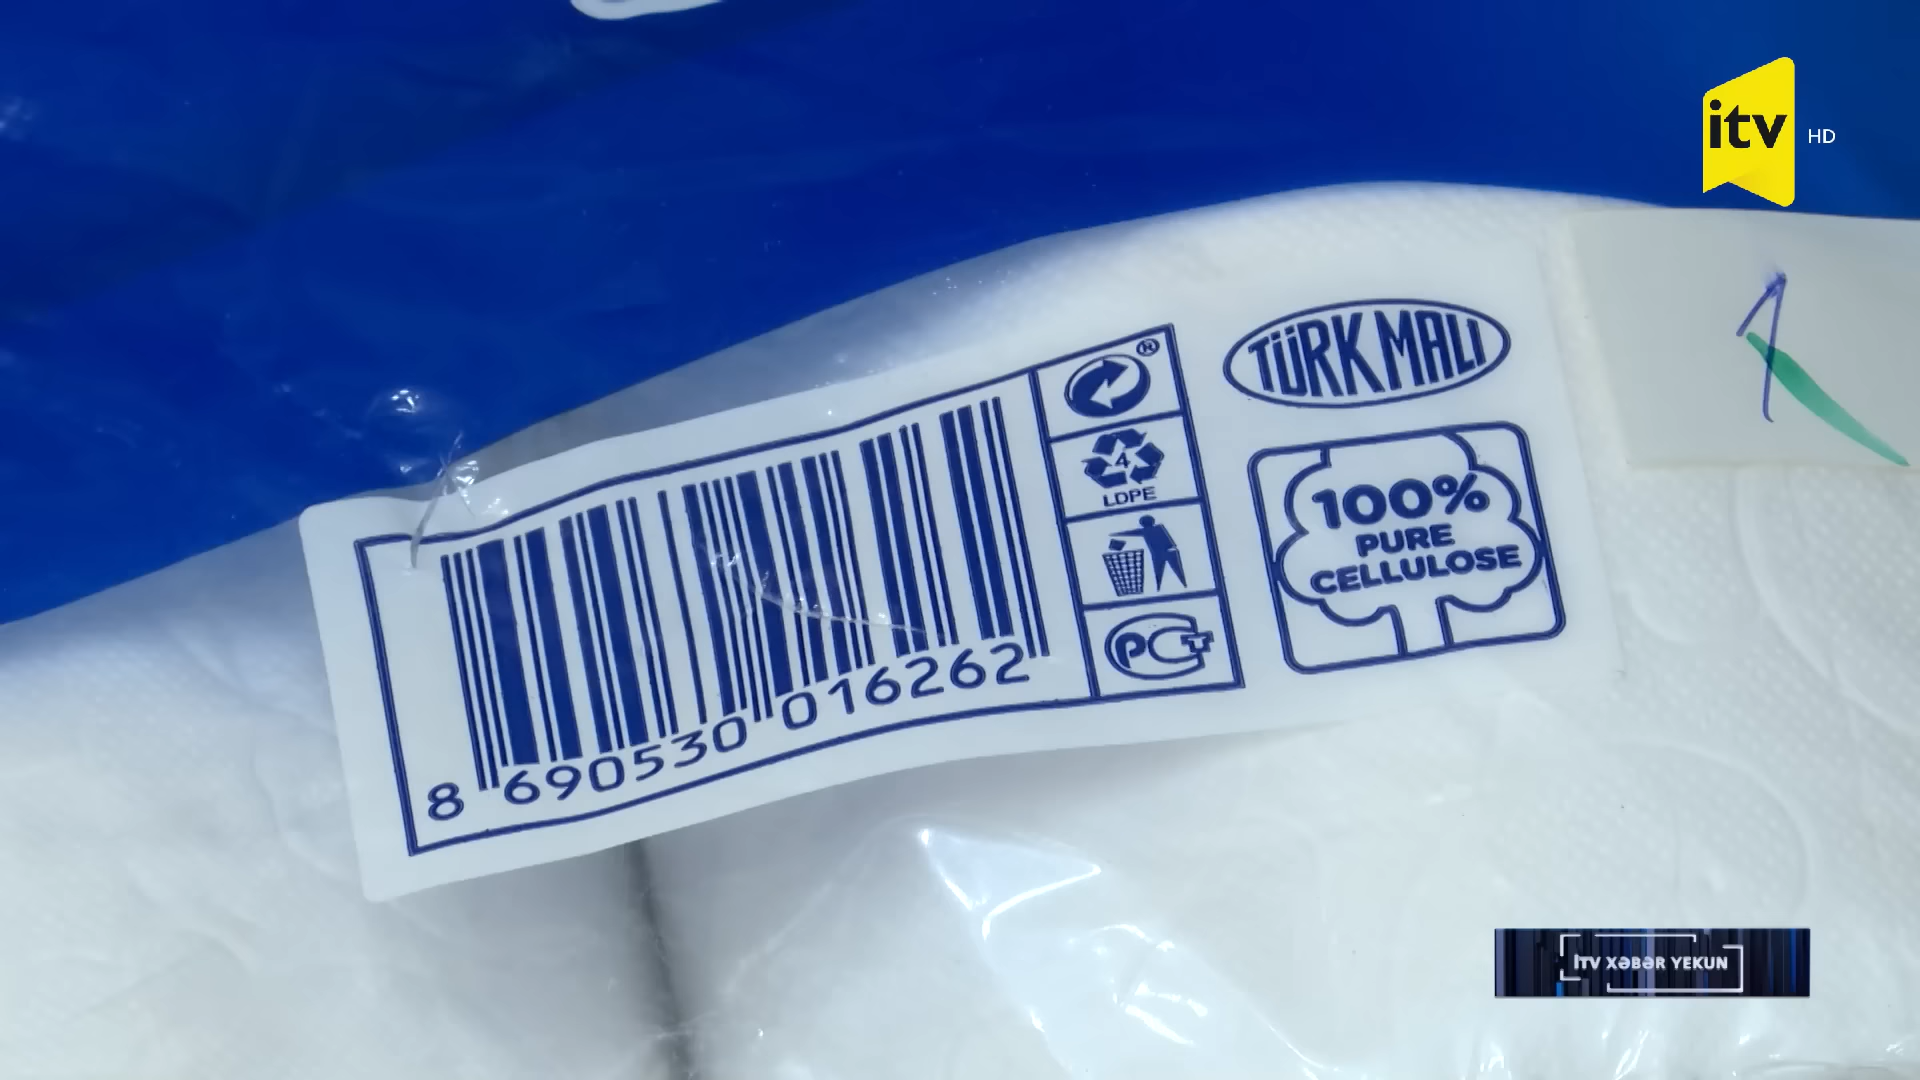 itv HD
TÜRK MALI
1
®
4
LDPE
100%
PURE
CELLULOSE
8 690530 016262
PCT
İTV XƏBƏR YEKUN